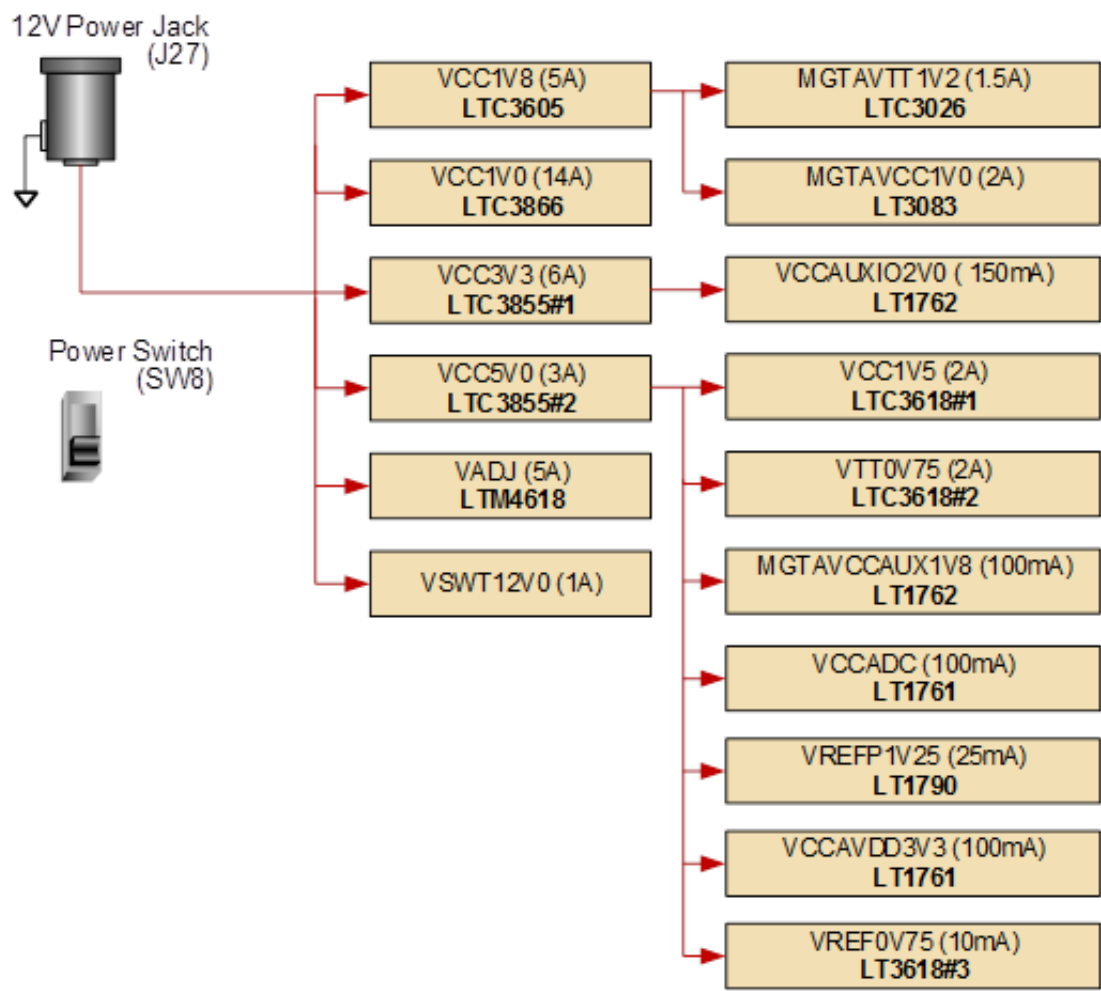 12V Power Jack
(J27)
Power Switch
(SW8)
VCC1V8 (5A)
LTC3605
VCC1V0 (14A)
LTC3866
VCC3V3 (6A)
LTC3855#1
VCC5V0 (3A)
LTC3855#2
VADJ (5A)
LTM4618
VSWT12V0 (1A)
MGTAVTT1V2 (1.5A)
LTC3026
MGTAVCC1V0 (2A)
LT3083
VCCAUXIO2V0 ( 150mA)
LT1762
VCC1V5 (2A)
LTC3618#1
VTT0V75 (2A)
LTC3618#2
MGTAVCCAUX1V8 (100mA)
LT1762
VCCADC (100mA)
LT1761
VREFP1V25 (25mA)
LT1790
VCCAVDD3V3 (100mA)
LT1761
VREF0V75 (10mA)
LT3618#3